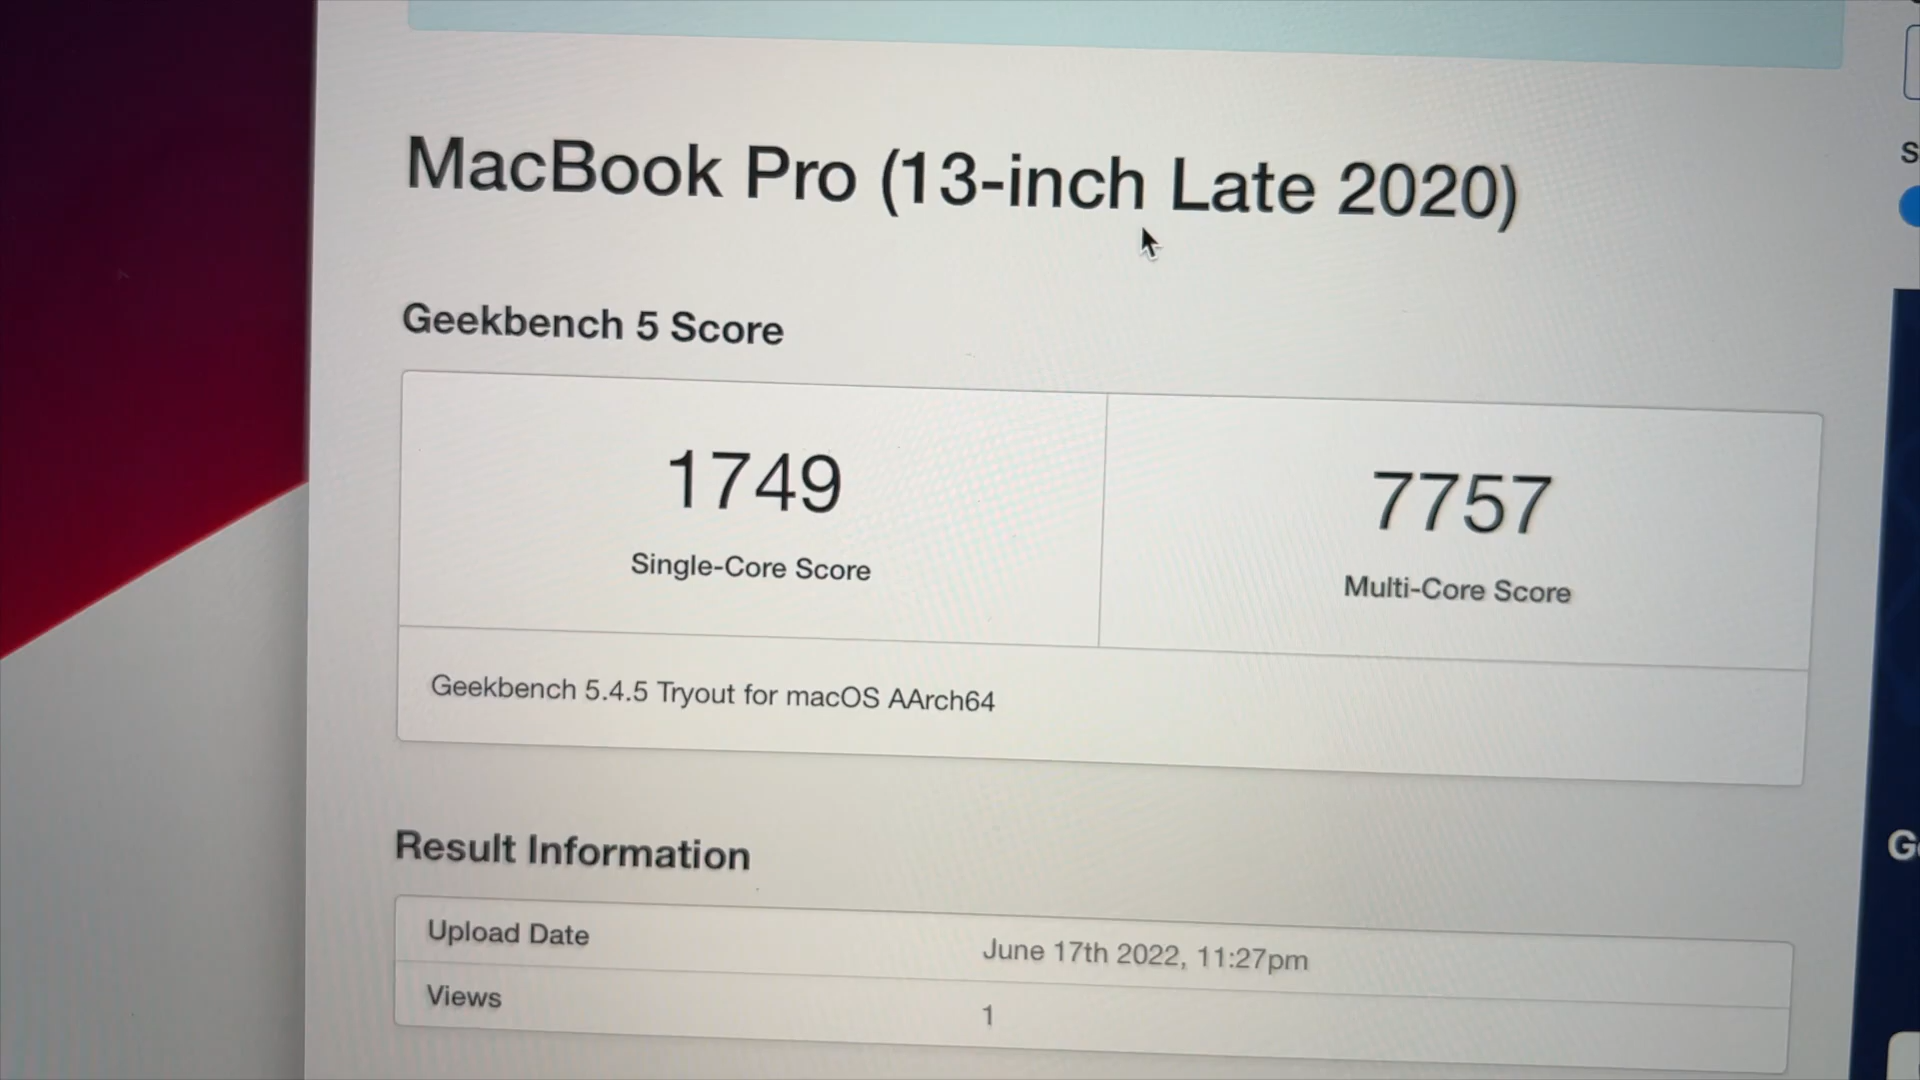 MacBook Pro (13-inch Late 2020)
Geekbench 5 Score
1749
Single-Core Score
7757
Multi-Core Score
Geekbench 5.4.5 Tryout for macOS AArch64
Result Information
Upload Date
June 17th 2022, 11:27pm
Views
1